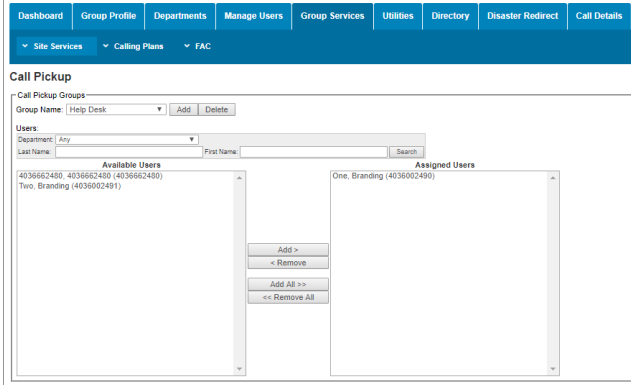 Dashboard Group Profile Departments Manage Users Group Services Utilities Directory Disaster Redirect Call Details
Site Services Calling Plans FAC
Call Pickup
Call Pickup Groups
Group Name: Help Desk Add Delete
Users:
Department: Any
Last Name: First Name: Search
Available Users Assigned Users
4036662480, 4036662480 (4036662480) One, Branding (4036002490)
Two, Branding (4036002491)
Add >
< Remove
Add All >>
<< Remove All